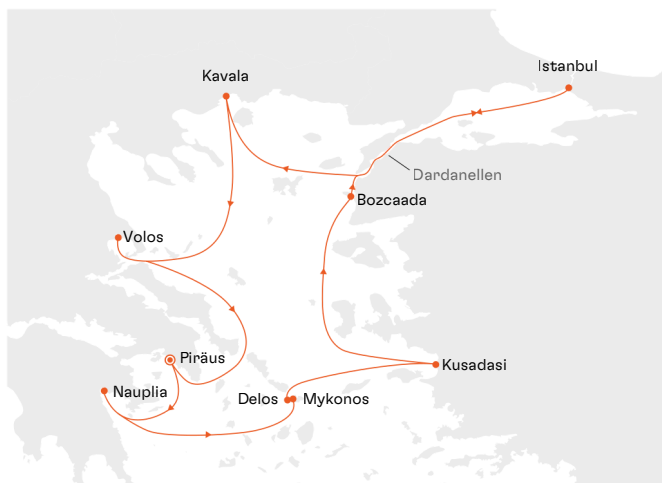 Istanbul
Kavala
Dardanellen
Bozcaada
Volos
Piräus
Kusadasi
Nauplia
Delos
Mykonos